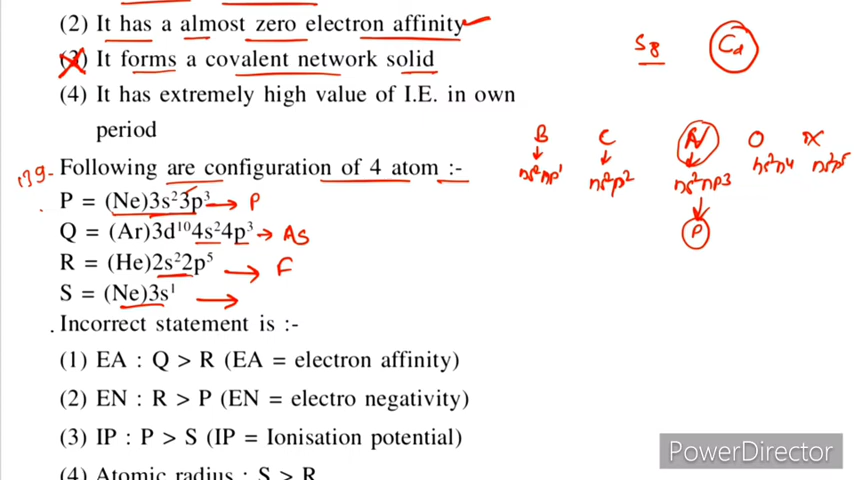 (2) It has a almost zero electron affinity
S8 Cd
(3) It forms a covalent network solid
(4) It has extremely high value of I.E. in own
period
B C N O X
ns²np¹ ns²p² ns²np3 ns²np4 ns²np5
P
179- Following are configuration of 4 atom :-
P = (Ne)3s²3p³ → P
Q = (Ar)3d¹⁰4s²4p³ → As
R = (He)2s²2p⁵ → F
S = (Ne)3s¹ →
Incorrect statement is :-
(1) EA : Q > R (EA = electron affinity)
(2) EN : R > P (EN = electro negativity)
(3) IP : P > S (IP = Ionisation potential)
(4) Atomic radius : S > R
PowerDirector